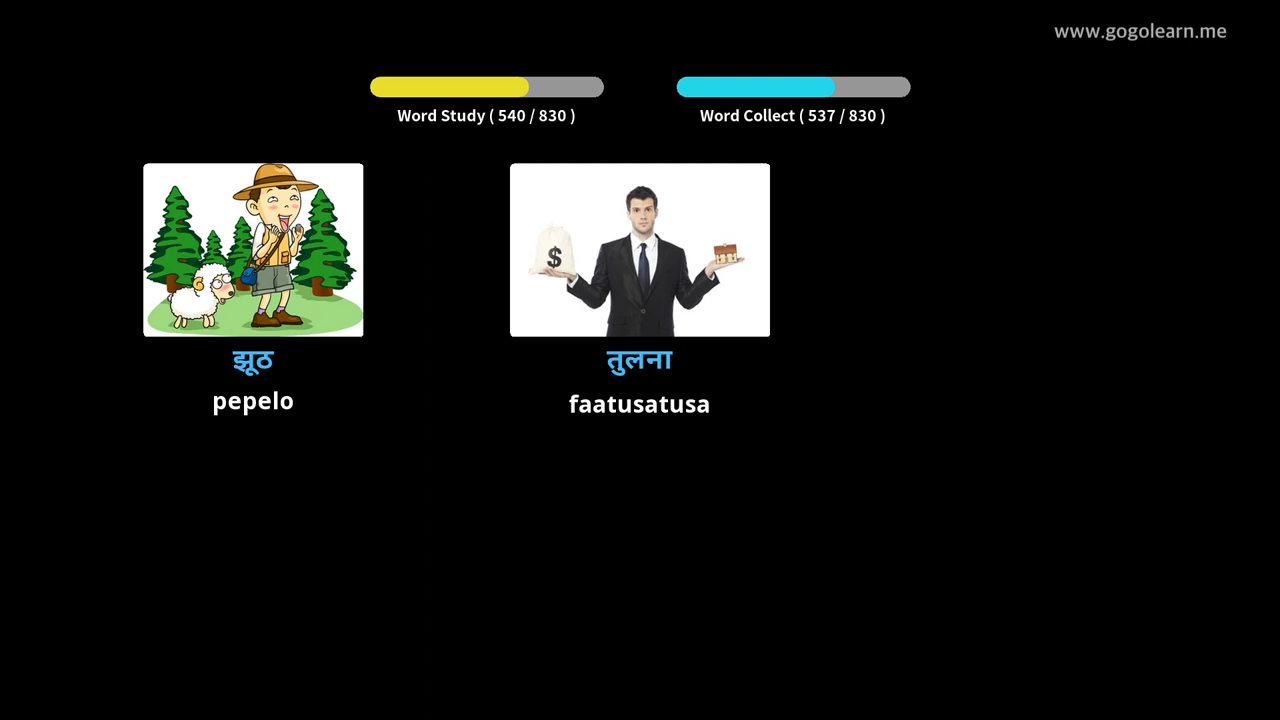 www.gogolearn.me
Word Study ( 540 / 830 )
Word Collect ( 537 / 830 )
$
झूठ
तुलना
pepelo
faatusatusa